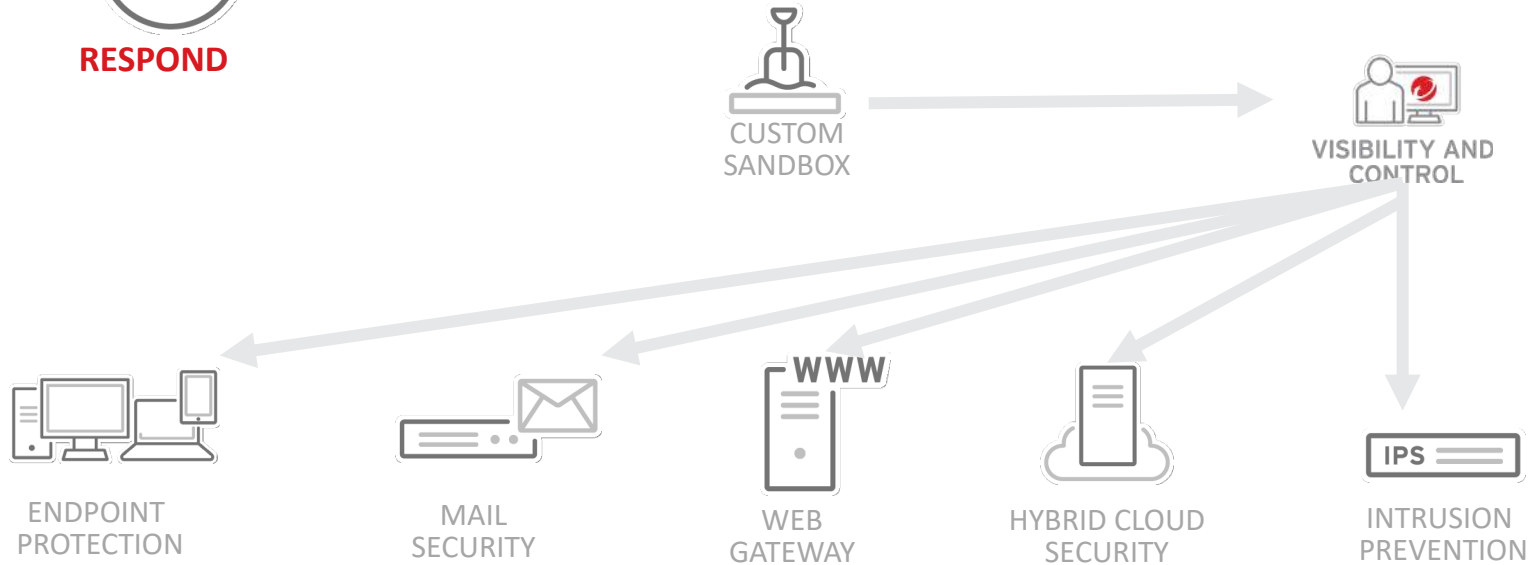 RESPOND
CUSTOM
SANDBOX
VISIBILITY AND
CONTROL
WWW
IPS
ENDPOINT
PROTECTION
MAIL
SECURITY
WEB
GATEWAY
HYBRID CLOUD
SECURITY
INTRUSION
PREVENTION